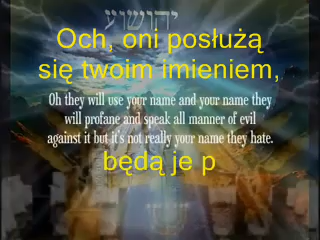 יהושוע
Och, oni posłużą
się twoim imieniem,
Oh they will use your name and your name they
will profane and speak all manner of evil
against it but it's not really your name they hate.
będą je p